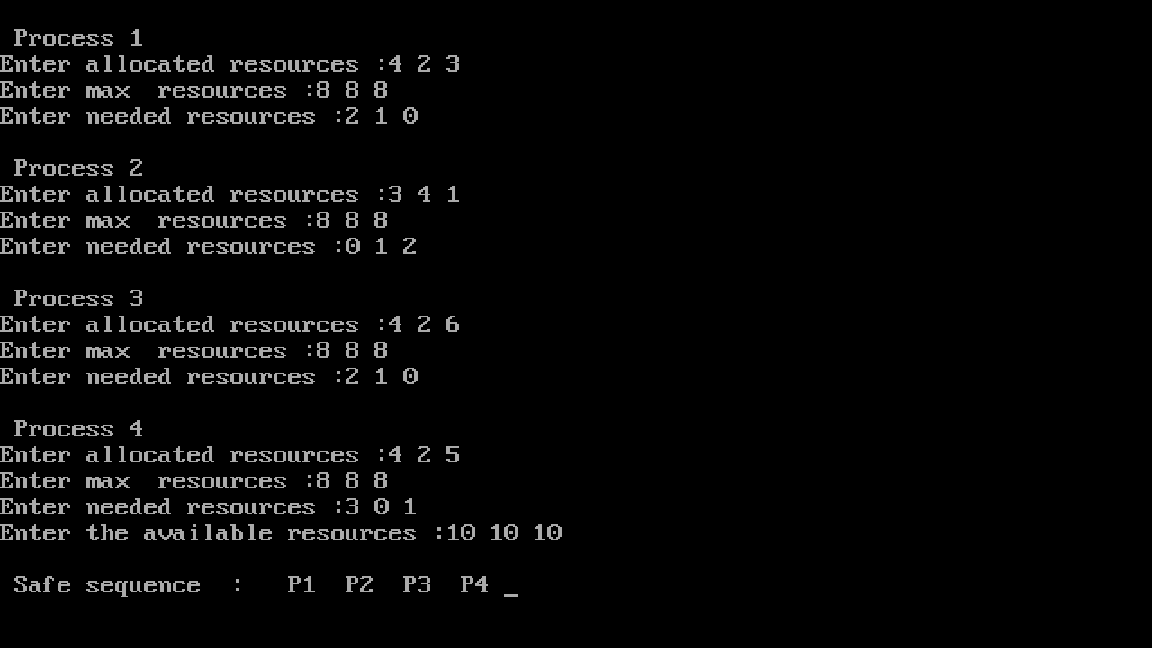 Process 1
Enter allocated resources :4 2 3
Enter max  resources :8 8 8
Enter needed resources :2 1 0
Process 2
Enter allocated resources :3 4 1
Enter max  resources :8 8 8
Enter needed resources :0 1 2
Process 3
Enter allocated resources :4 2 6
Enter max  resources :8 8 8
Enter needed resources :2 1 0
Process 4
Enter allocated resources :4 2 5
Enter max  resources :8 8 8
Enter needed resources :3 0 1
Enter the available resources :10 10 10
Safe sequence  :   P1  P2  P3  P4 _